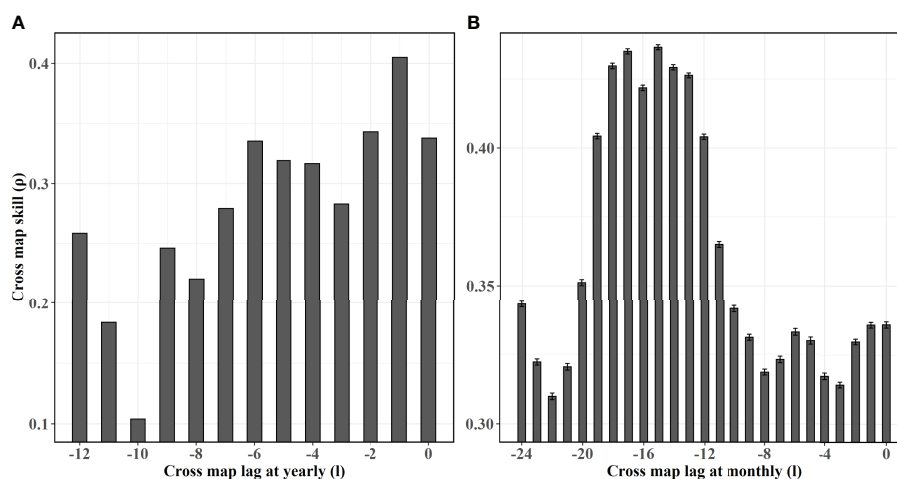 A
B
Cross map skill (ρ)
0.4
0.3
0.2
0.1
-12 -10 -8 -6 -4 -2 0
Cross map lag at yearly (l)
0.40
0.35
0.30
-24 -20 -16 -12 -8 -4 0
Cross map lag at monthly (l)